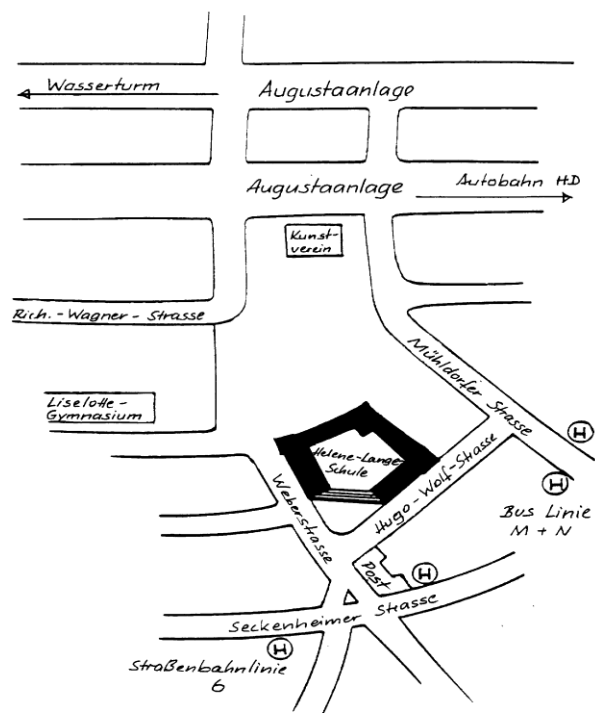 Wasserturm
Augustaanlage
Augustaanlage
Autobahn HD
Kunst-
verein
Rich.-Wagner-Strasse
Mühldorfer Strasse
Liselotte-
Gymnasium
Helene-Lange-
Schule
Weberstrasse
Hugo-Wolf-Strasse
H
H
Bus Linie
M + N
Post
H
Seckenheimer Strasse
H
Straßenbahnlinie
6